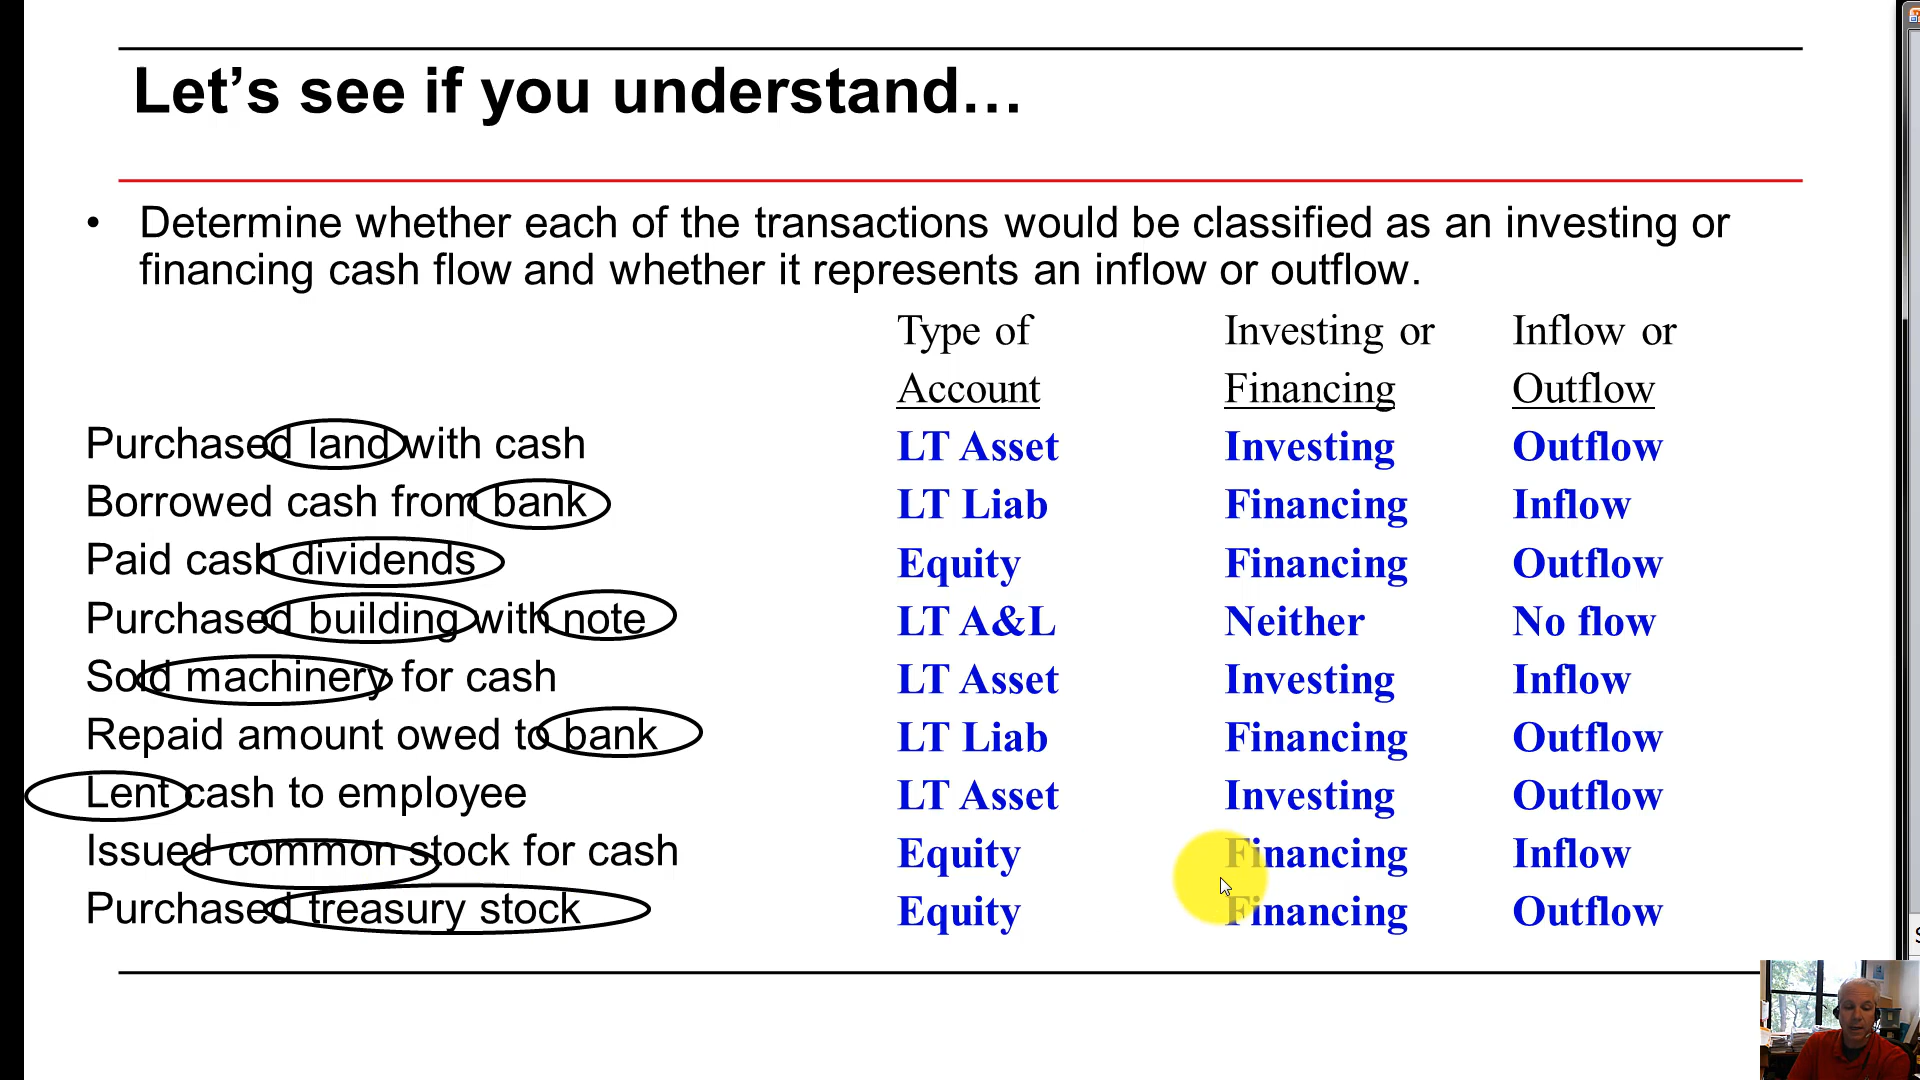 Let’s see if you understand…
• Determine whether each of the transactions would be classified as an investing or
financing cash flow and whether it represents an inflow or outflow.
Type of Investing or Inflow or
Account Financing Outflow
Purchased land with cash LT Asset Investing Outflow
Borrowed cash from bank LT Liab Financing Inflow
Paid cash dividends Equity Financing Outflow
Purchased building with note LT A&L Neither No flow
Sold machinery for cash LT Asset Investing Inflow
Repaid amount owed to bank LT Liab Financing Outflow
Lent cash to employee LT Asset Investing Outflow
Issued common stock for cash Equity Financing Inflow
Purchased treasury stock Equity Financing Outflow